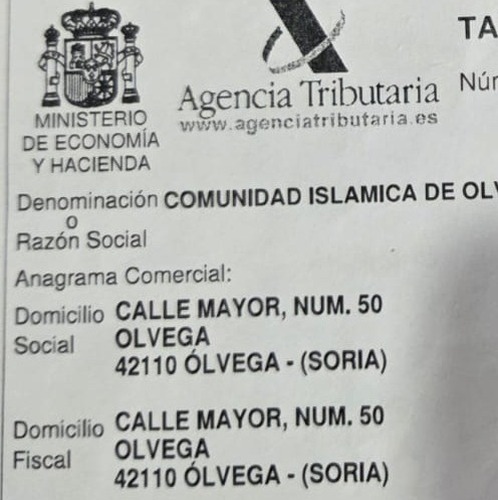 TA
Agencia Tributaria Núr
www.agenciatributaria.es
MINISTERIO
DE ECONOMÍA
Y HACIENDA
Denominación COMUNIDAD ISLAMICA DE OLV
o
Razón Social
Anagrama Comercial:
Domicilio CALLE MAYOR, NUM. 50
Social OLVEGA
42110 ÓLVEGA - (SORIA)
Domicilio CALLE MAYOR, NUM. 50
Fiscal OLVEGA
42110 ÓLVEGA - (SORIA)